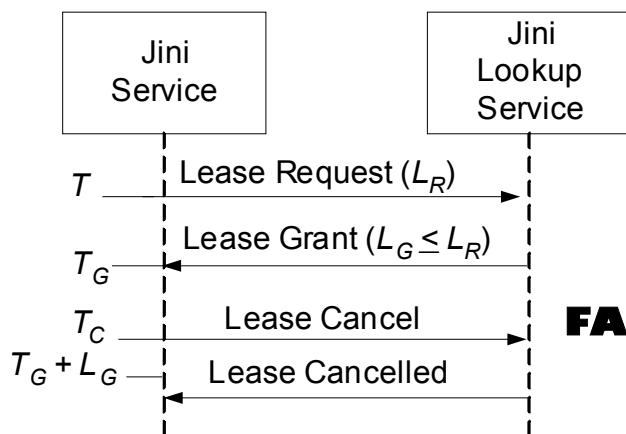 Jini
Service
Jini
Lookup
Service
T
Lease Request (L_R)
T_G
Lease Grant (L_G ≤ L_R)
T_C
Lease Cancel
FA
T_G + L_G
Lease Cancelled